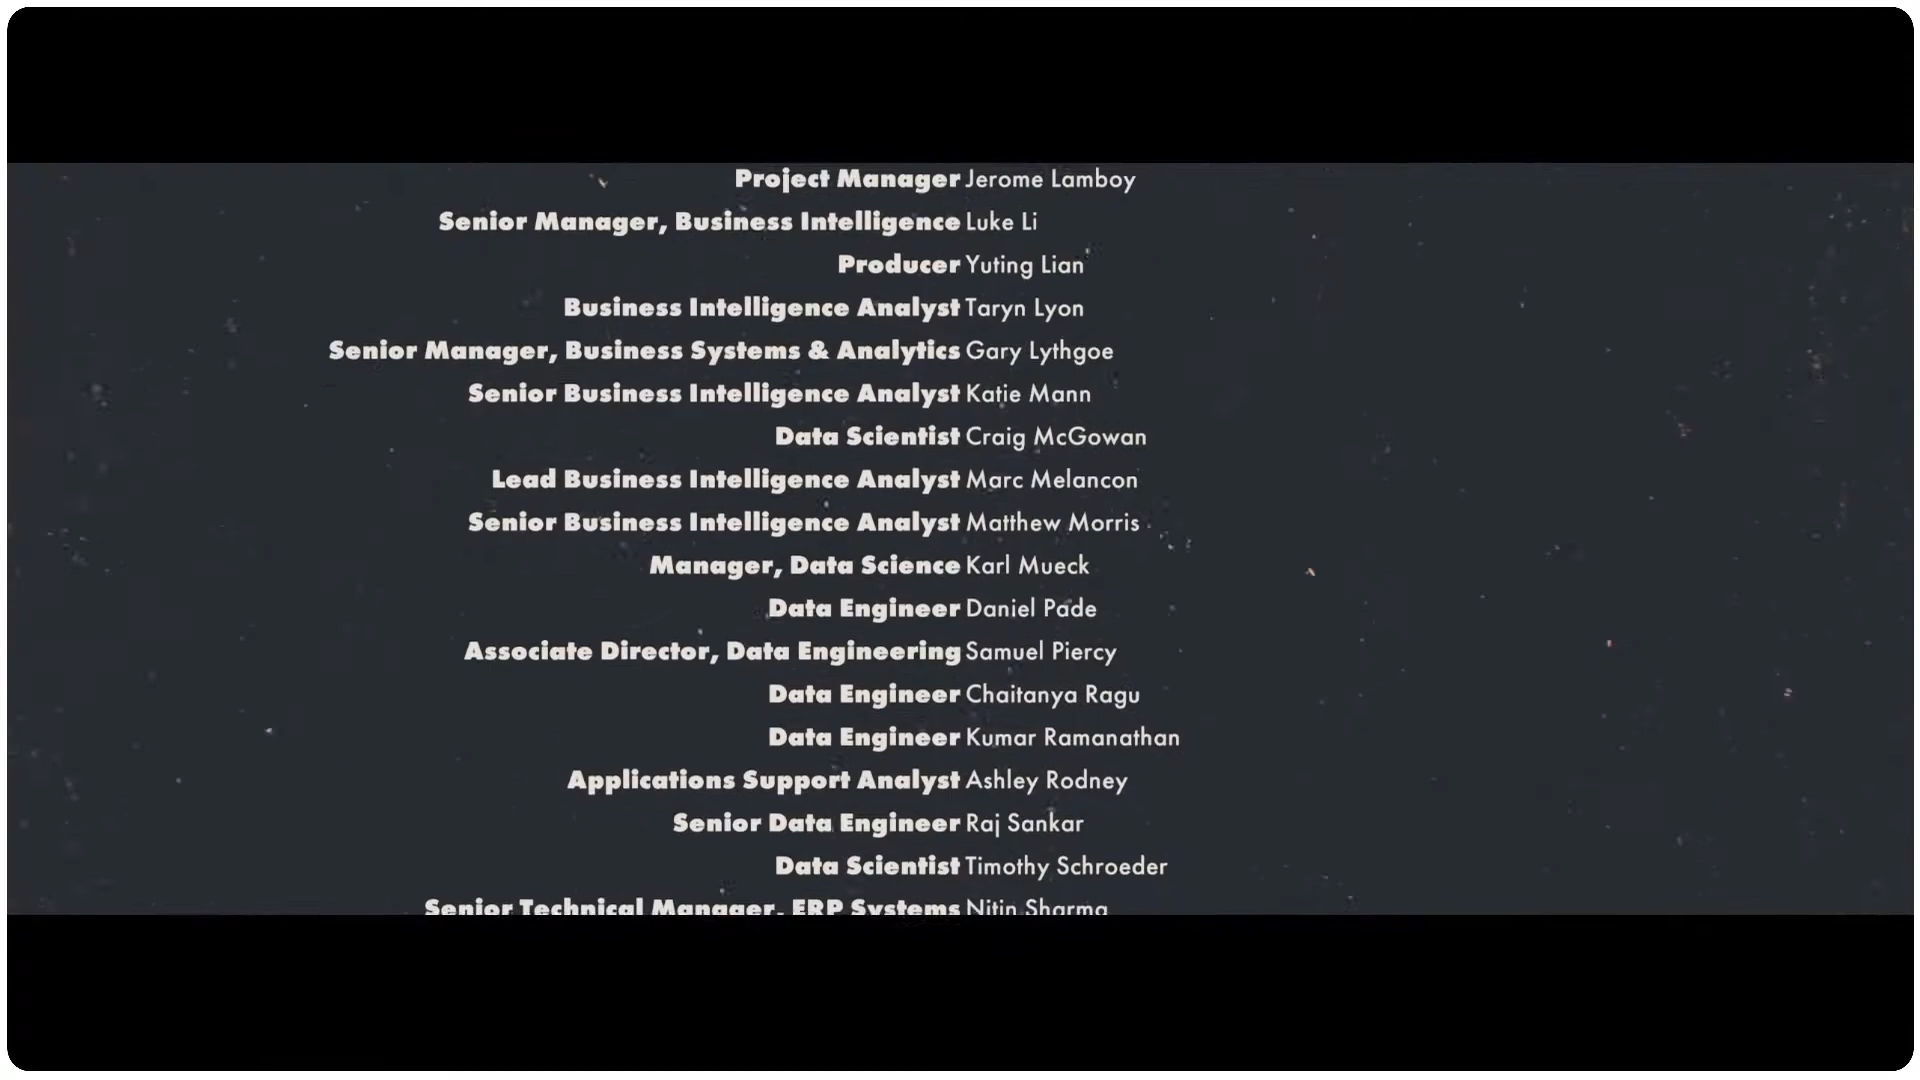 Project Manager Jerome Lamboy
Senior Manager, Business Intelligence Luke Li
Producer Yuting Lian
Business Intelligence Analyst Taryn Lyon
Senior Manager, Business Systems & Analytics Gary Lythgoe
Senior Business Intelligence Analyst Katie Mann
Data Scientist Craig McGowan
Lead Business Intelligence Analyst Marc Melancon
Senior Business Intelligence Analyst Matthew Morris
Manager, Data Science Karl Mueck
Data Engineer Daniel Pade
Associate Director, Data Engineering Samuel Piercy
Data Engineer Chaitanya Ragu
Data Engineer Kumar Ramanathan
Applications Support Analyst Ashley Rodney
Senior Data Engineer Raj Sankar
Data Scientist Timothy Schroeder
Senior Technical Manager, ERP Systems Nitin Sharma